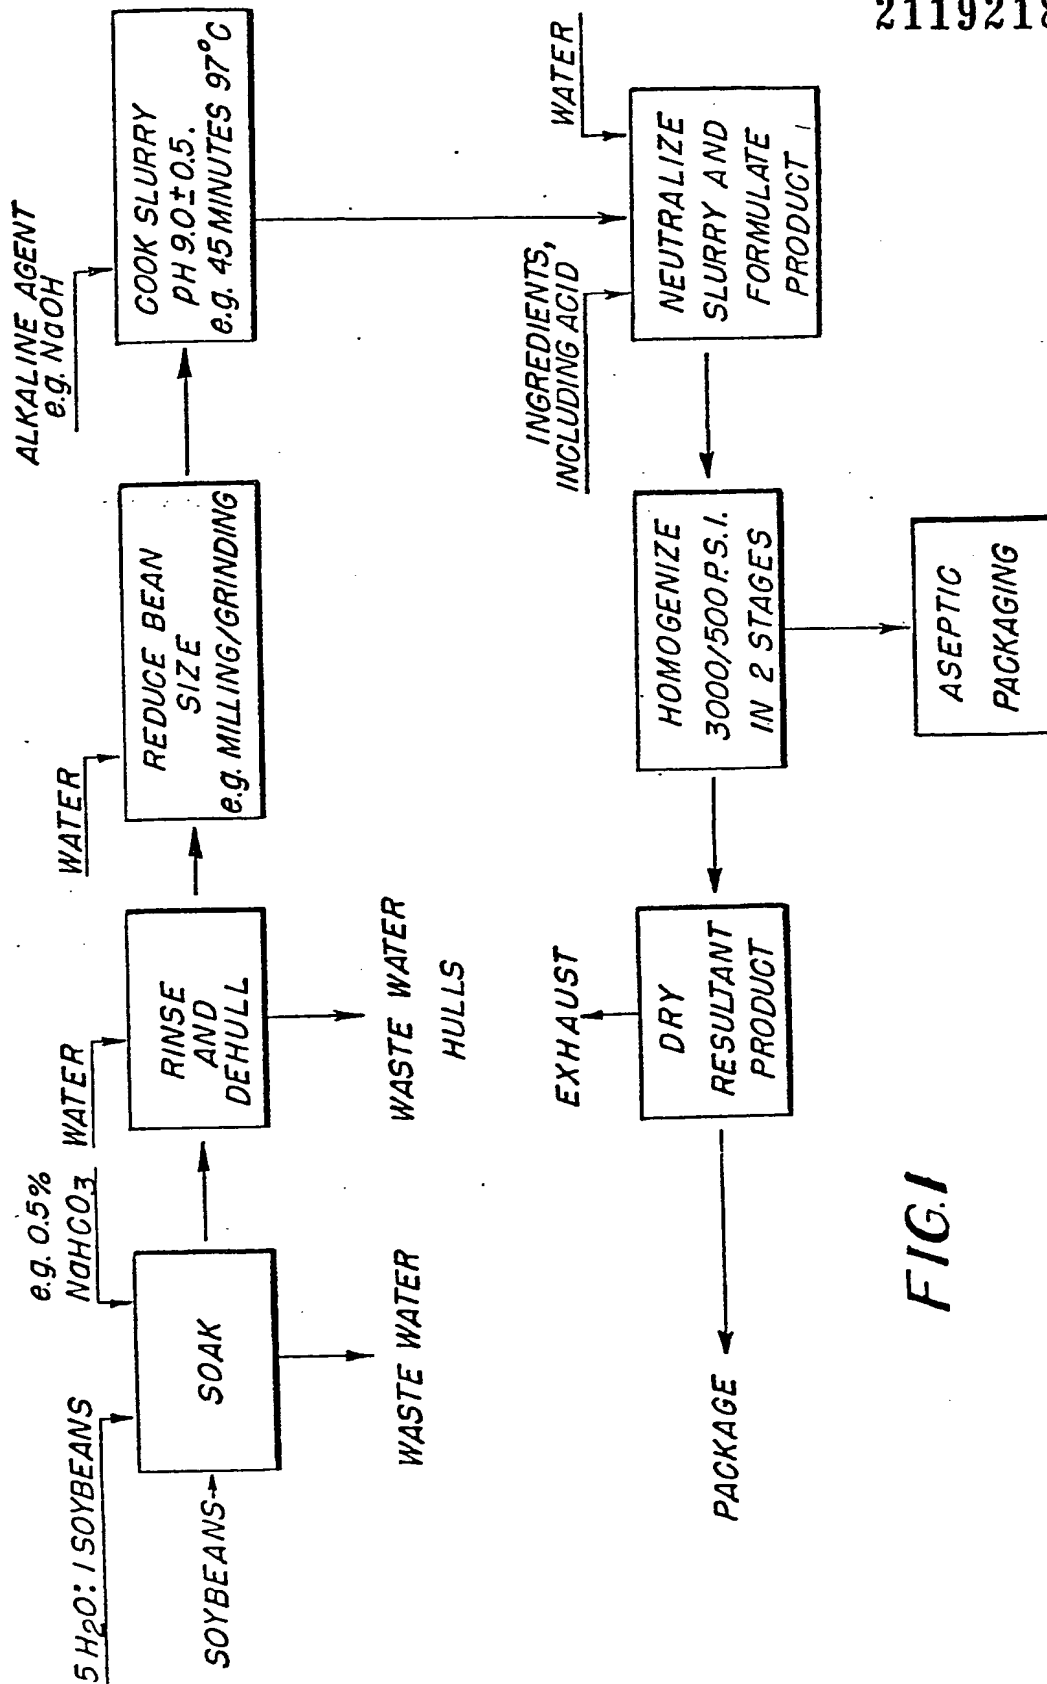 2119218
5 H2O: 1 SOYBEANS
e.g. 0.5%
NaHCO3
SOYBEANS
SOAK
WASTE WATER
WATER
RINSE
AND
DEHULL
WASTE WATER
HULLS
WATER
REDUCE BEAN
SIZE
e.g. MILLING/GRINDING
ALKALINE AGENT
e.g. NaOH
COOK SLURRY
pH 9.0 ± 0.5.
e.g. 45 MINUTES 97°C
INGREDIENTS,
INCLUDING ACID
WATER
NEUTRALIZE
SLURRY AND
FORMULATE
PRODUCT
HOMOGENIZE
3000/500 P.S.I.
IN 2 STAGES
ASEPTIC
PACKAGING
EXHAUST
DRY
RESULTANT
PRODUCT
PACKAGE
FIG.1